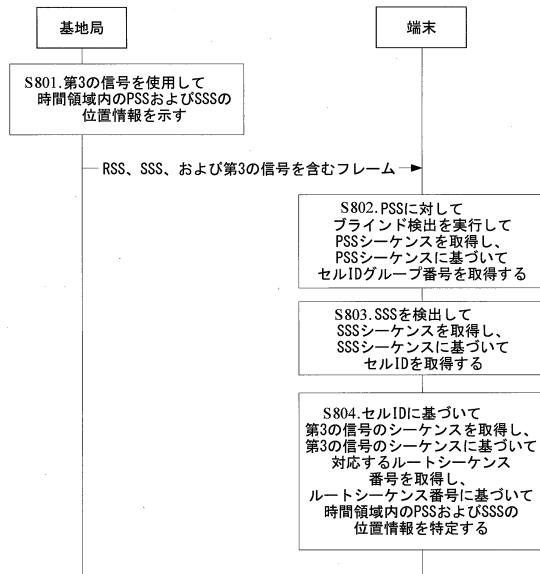 基地局
端末
S801.第3の信号を使用して
時間領域内のPSSおよびSSSの
位置情報を示す
RSS、SSS、および第3の信号を含むフレーム
S802.PSSに対して
ブラインド検出を実行して
PSSシーケンスを取得し、
PSSシーケンスに基づいて
セルIDグループ番号を取得する
S803.SSSを検出して
SSSシーケンスを取得し、
SSSシーケンスに基づいて
セルIDを取得する
S804.セルIDに基づいて
第3の信号のシーケンスを取得し、
第3の信号のシーケンスに基づいて
対応するルートシーケンス
番号を取得し、
ルートシーケンス番号に基づいて
時間領域内のPSSおよびSSSの
位置情報を特定する